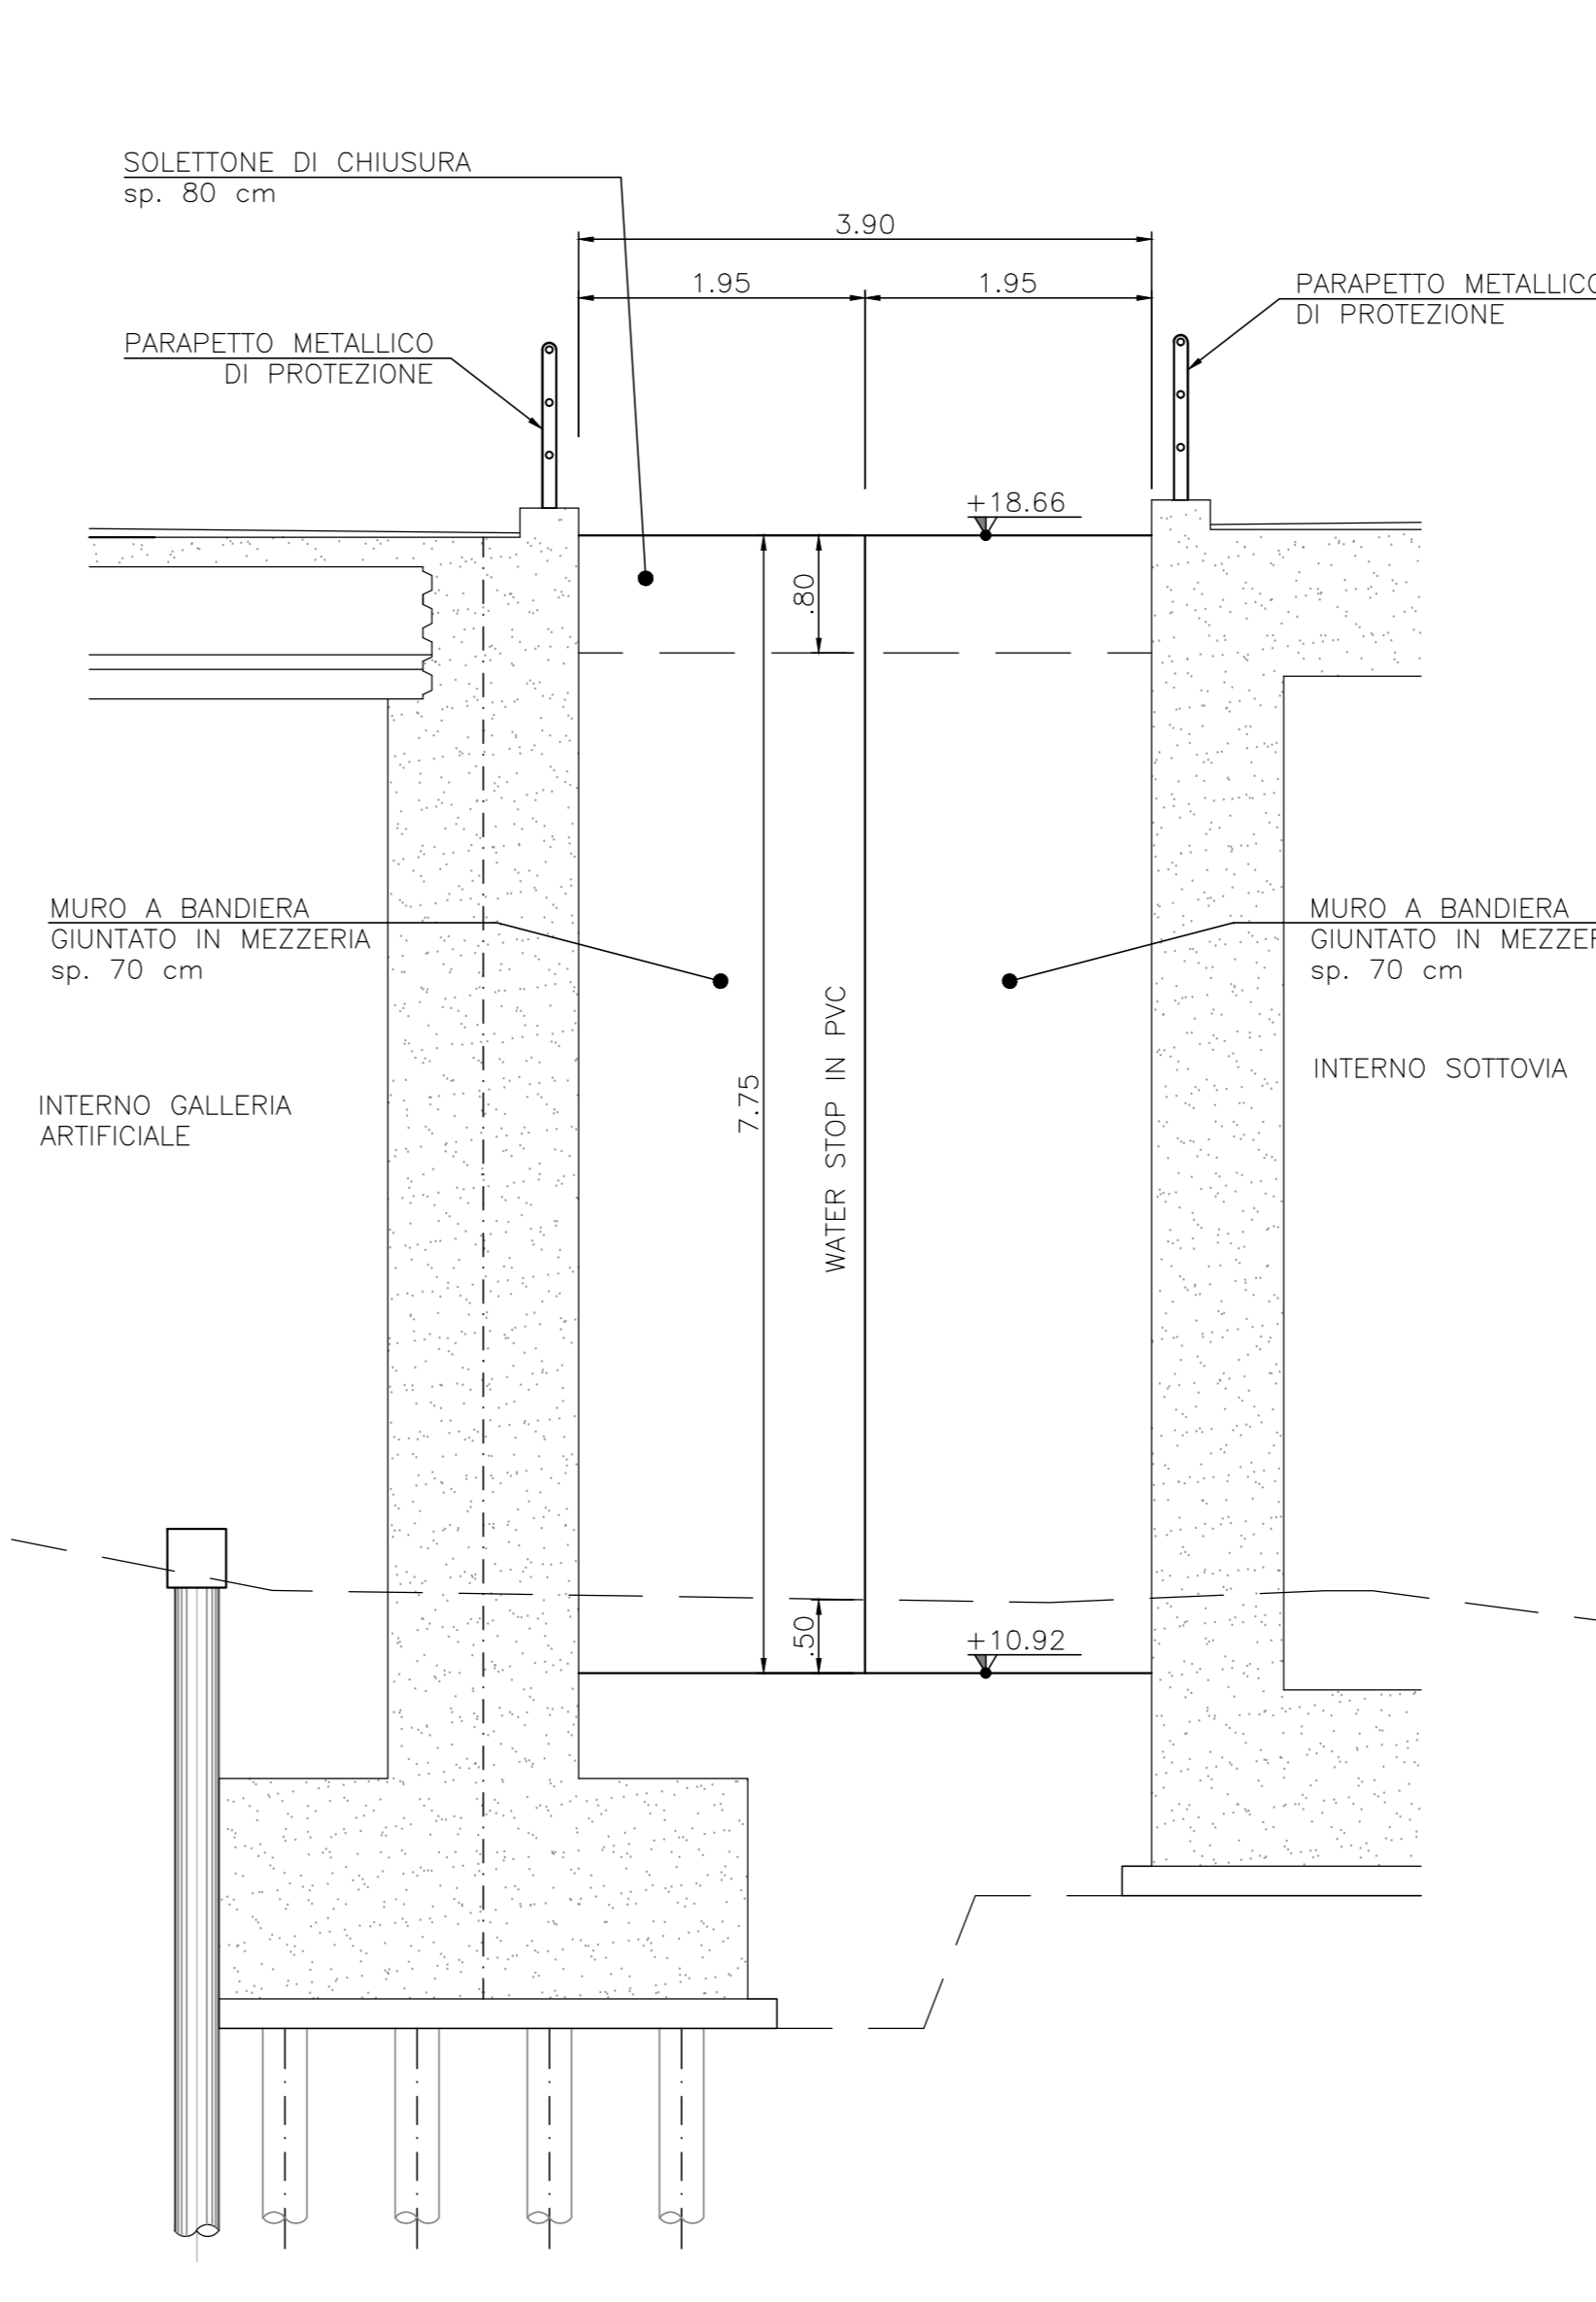 SOLETTONE DI CHIUSURA
sp. 80 cm
3.90
1.95
1.95
PARAPETTO METALLICO
DI PROTEZIONE
PARAPETTO METALLICO
DI PROTEZIONE
+18.66
.80
MURO A BANDIERA
GIUNTATO IN MEZZERIA
sp. 70 cm
MURO A BANDIERA
GIUNTATO IN MEZZER
sp. 70 cm
WATER STOP IN PVC
7.75
INTERNO SOTTOVIA
INTERNO GALLERIA
ARTIFICIALE
.50
+10.92